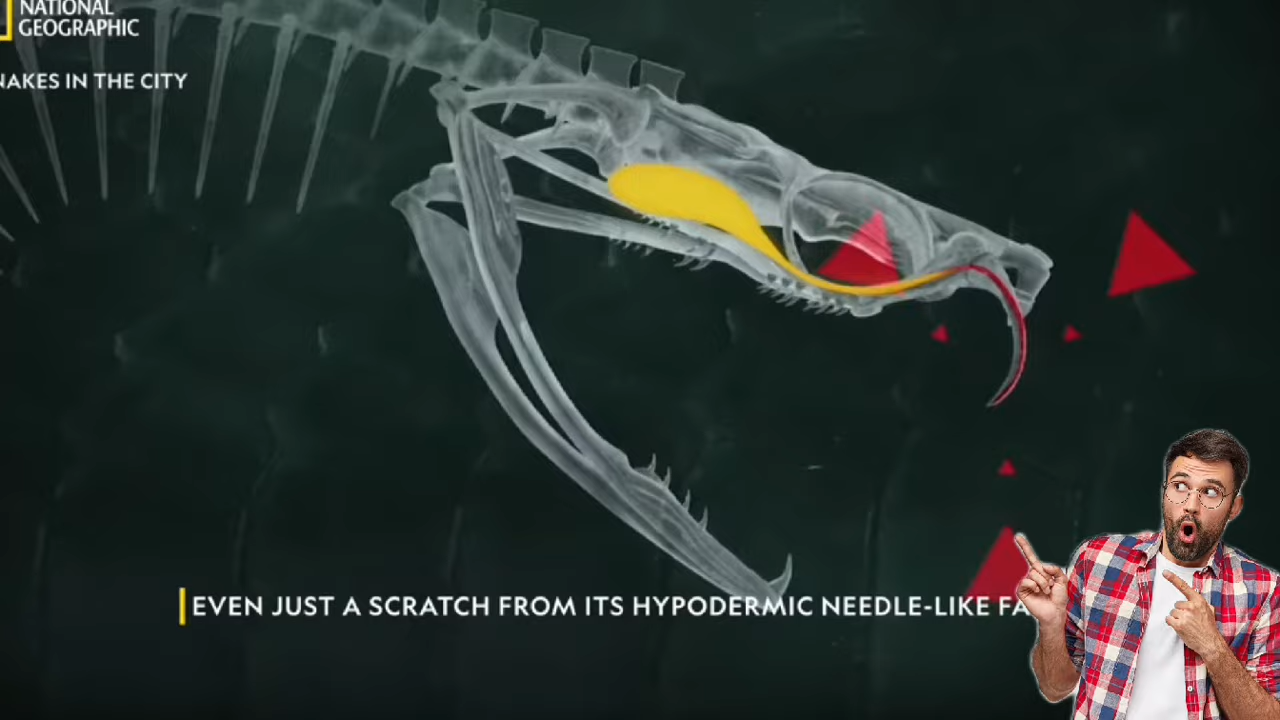 NATIONAL
GEOGRAPHIC
NAKES IN THE CITY
EVEN JUST A SCRATCH FROM ITS HYPODERMIC NEEDLE-LIKE FA